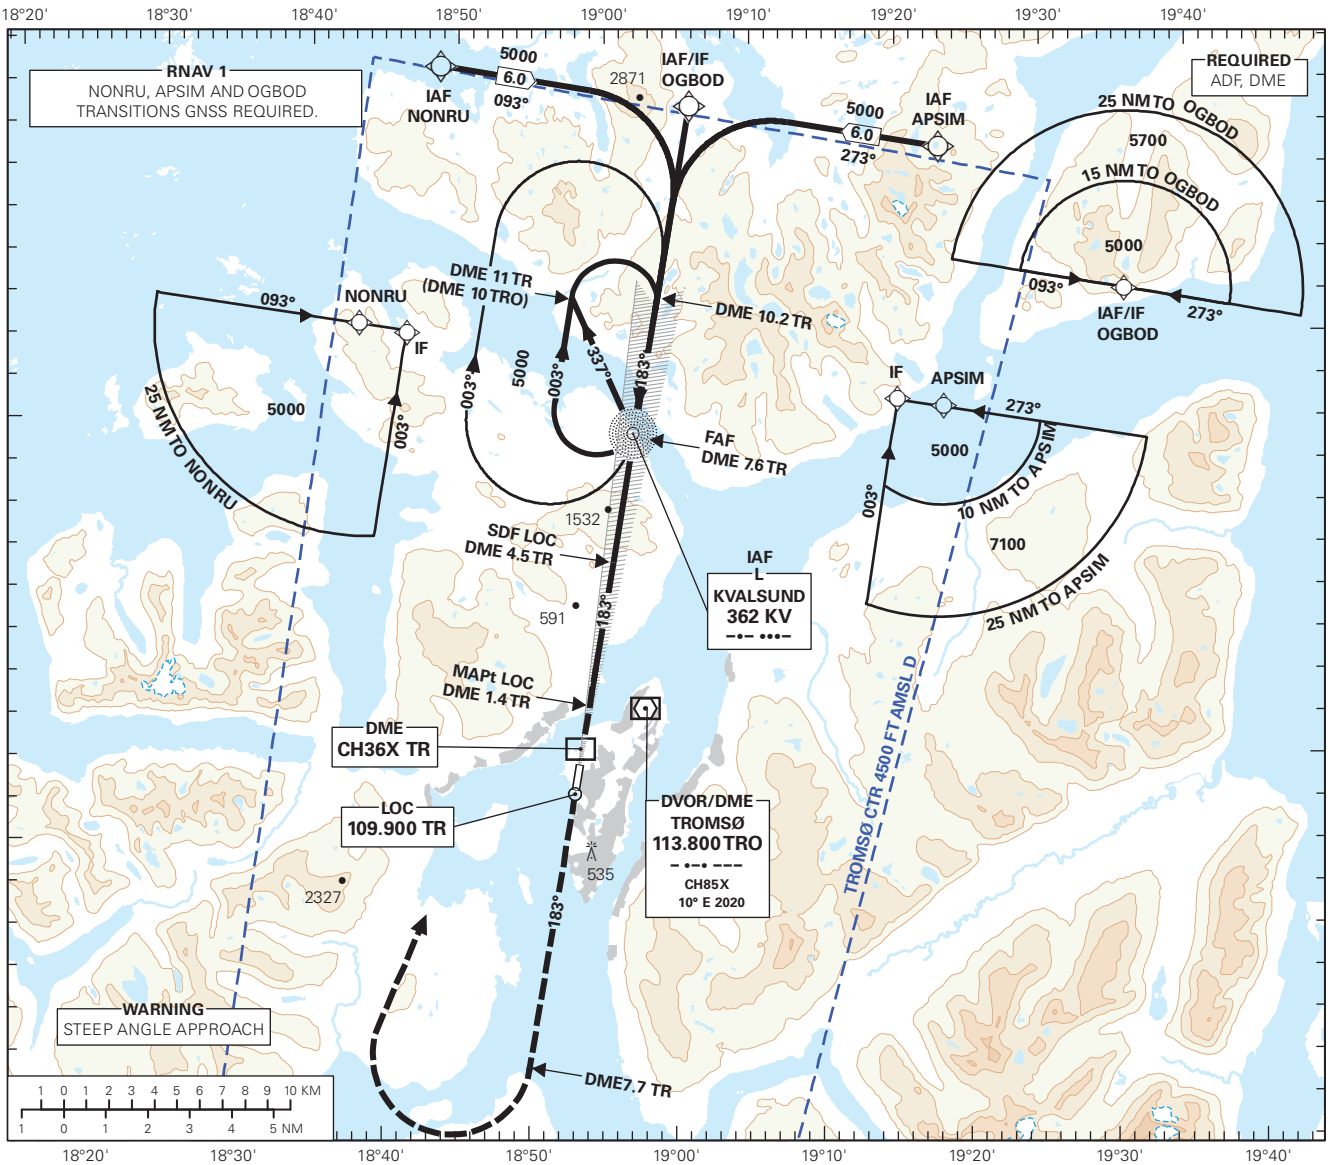 18°20'
18°30'
18°40'
18°50'
19°00'
19°10'
19°20'
19°30'
19°40'
RNAV 1
NONRU, APSIM AND OGBOD
TRANSITIONS GNSS REQUIRED.
5000
6.0
093°
IAF
NONRU
2871
IAF/IF
OGBOD
5000
6.0
273°
IAF
APSIM
REQUIRED
ADF, DME
25 NM TO OGBOD
5700
15 NM TO OGBOD
5000
093°
273°
IAF/IF
OGBOD
DME 11 TR
(DME 10 TRO)
DME 10.2 TR
093°
NONRU
IF
5000
003°
25 NM TO NONRU
003°
5000
003°
337°
183°
FAF
DME 7.6 TR
IF
APSIM
273°
5000
10 NM TO APSIM
003°
7100
25 NM TO APSIM
1532
SDF LOC
DME 4.5 TR
591
183°
IAF
L
KVALSUND
362 KV
MAPt LOC
DME 1.4 TR
DME
CH36X TR
LOC
109.900 TR
DVOR/DME
TROMSØ
113.800 TRO
CH85X
10° E 2020
TROMSØ CTR 4500 FT AMSL D
535
2327
183°
WARNING
STEEP ANGLE APPROACH
DME7.7 TR
1 0 1 2 3 4 5 6 7 8 9 10 KM
1 0 1 2 3 4 5 NM
18°20'
18°30'
18°40'
18°50'
19°00'
19°10'
19°20'
19°30'
19°40'